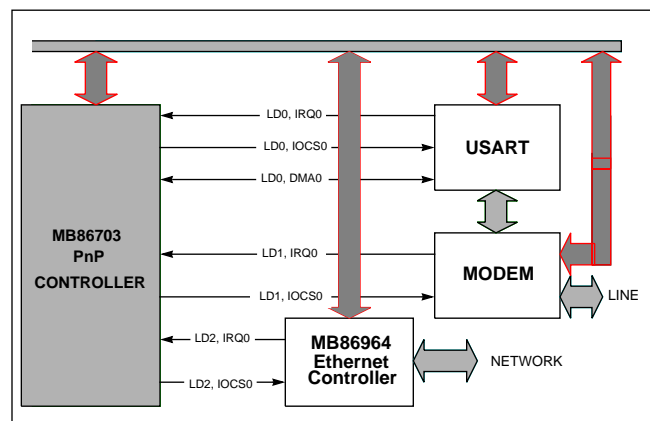 LD0, IRQ0
LD0, IOCS0
USART
LD0, DMA0
MB86703
PnP
CONTROLLER
LD1, IRQ0
MODEM
LD1, IOCS0
LINE
LD2, IRQ0
MB86964
Ethernet
Controller
NETWORK
LD2, IOCS0